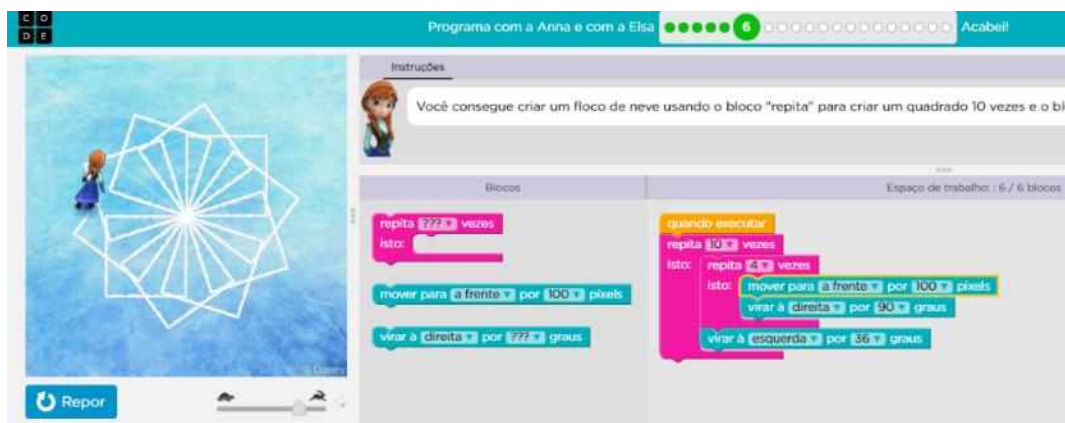 C O
D E
Programa com a Anna e com a Elsa
6
Acabei!
Instruções
Você consegue criar um floco de neve usando o bloco "repita" para criar um quadrado 10 vezes e o bl
Blocos
Espaço de trabalho: : 6 / 6 blocos
repita ??? vezes
isto:
mover para a frente por 100 pixels
virar à direita por ??? graus
quando executar
repita 10 vezes
isto: repita 4 vezes
isto: mover para a frente por 100 pixels
virar à direita por 90 graus
virar à esquerda por 36 graus
© Disney
Repor